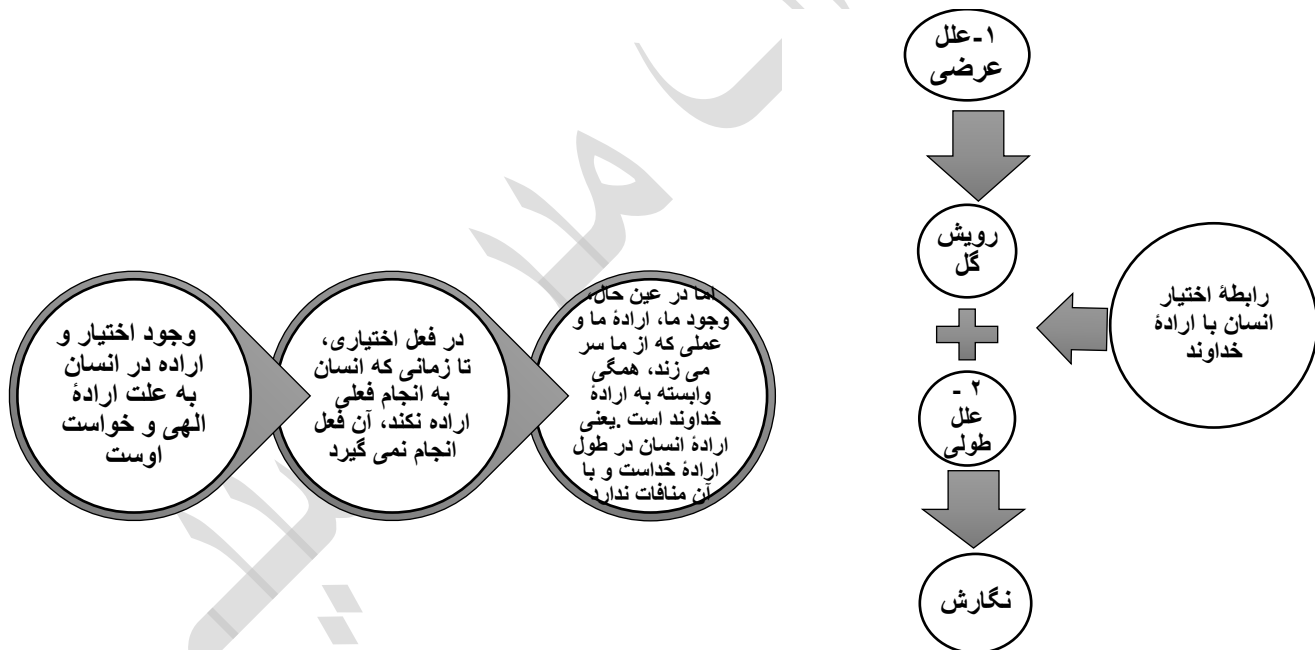 ۱-علل
عرضی
رویش
گل
۲ -
علل
طولی
نگارش
رابطهٔ اختیار
انسان با ارادهٔ
خداوند
اما در عین حال،
وجود ما، ارادهٔ ما و
عملی که از ما سر
می زند، همگی
وابسته به ارادهٔ
خداوند است .یعنی
ارادهٔ انسان در طول
ارادهٔ خداست و با
آن منافات ندارد
در فعل اختیاری،
تا زمانی که انسان
به انجام فعلی
اراده نکند، آن فعل
انجام نمی گیرد
وجود اختیار و
اراده در انسان
به علت ارادهٔ
الهی و خواست
اوست